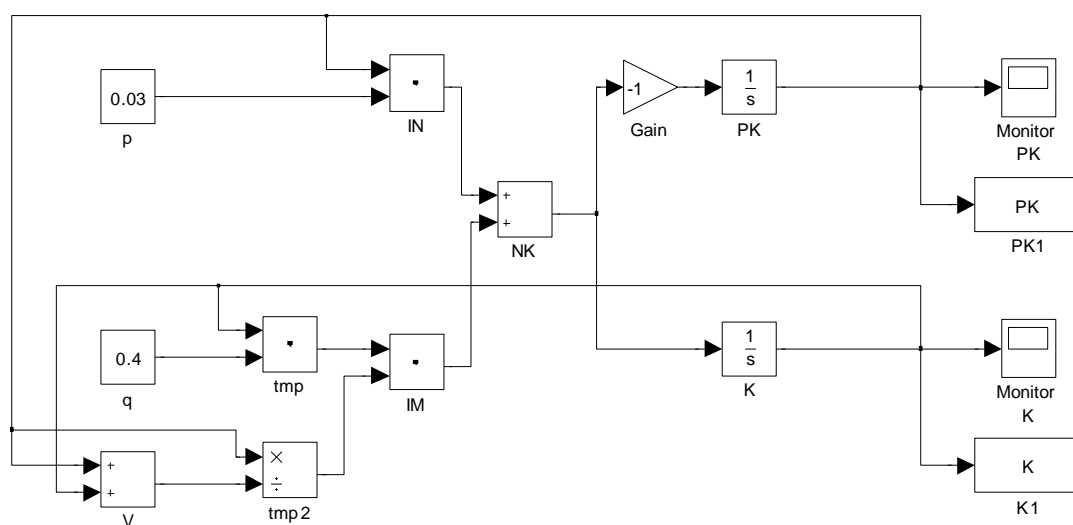 0.03
p
IN
-1
Gain
1
s
PK
Monitor
PK
+
+
NK
PK
PK1
0.4
q
tmp
IM
1
s
K
Monitor
K
+
+
V
×
÷
tmp2
K
K1